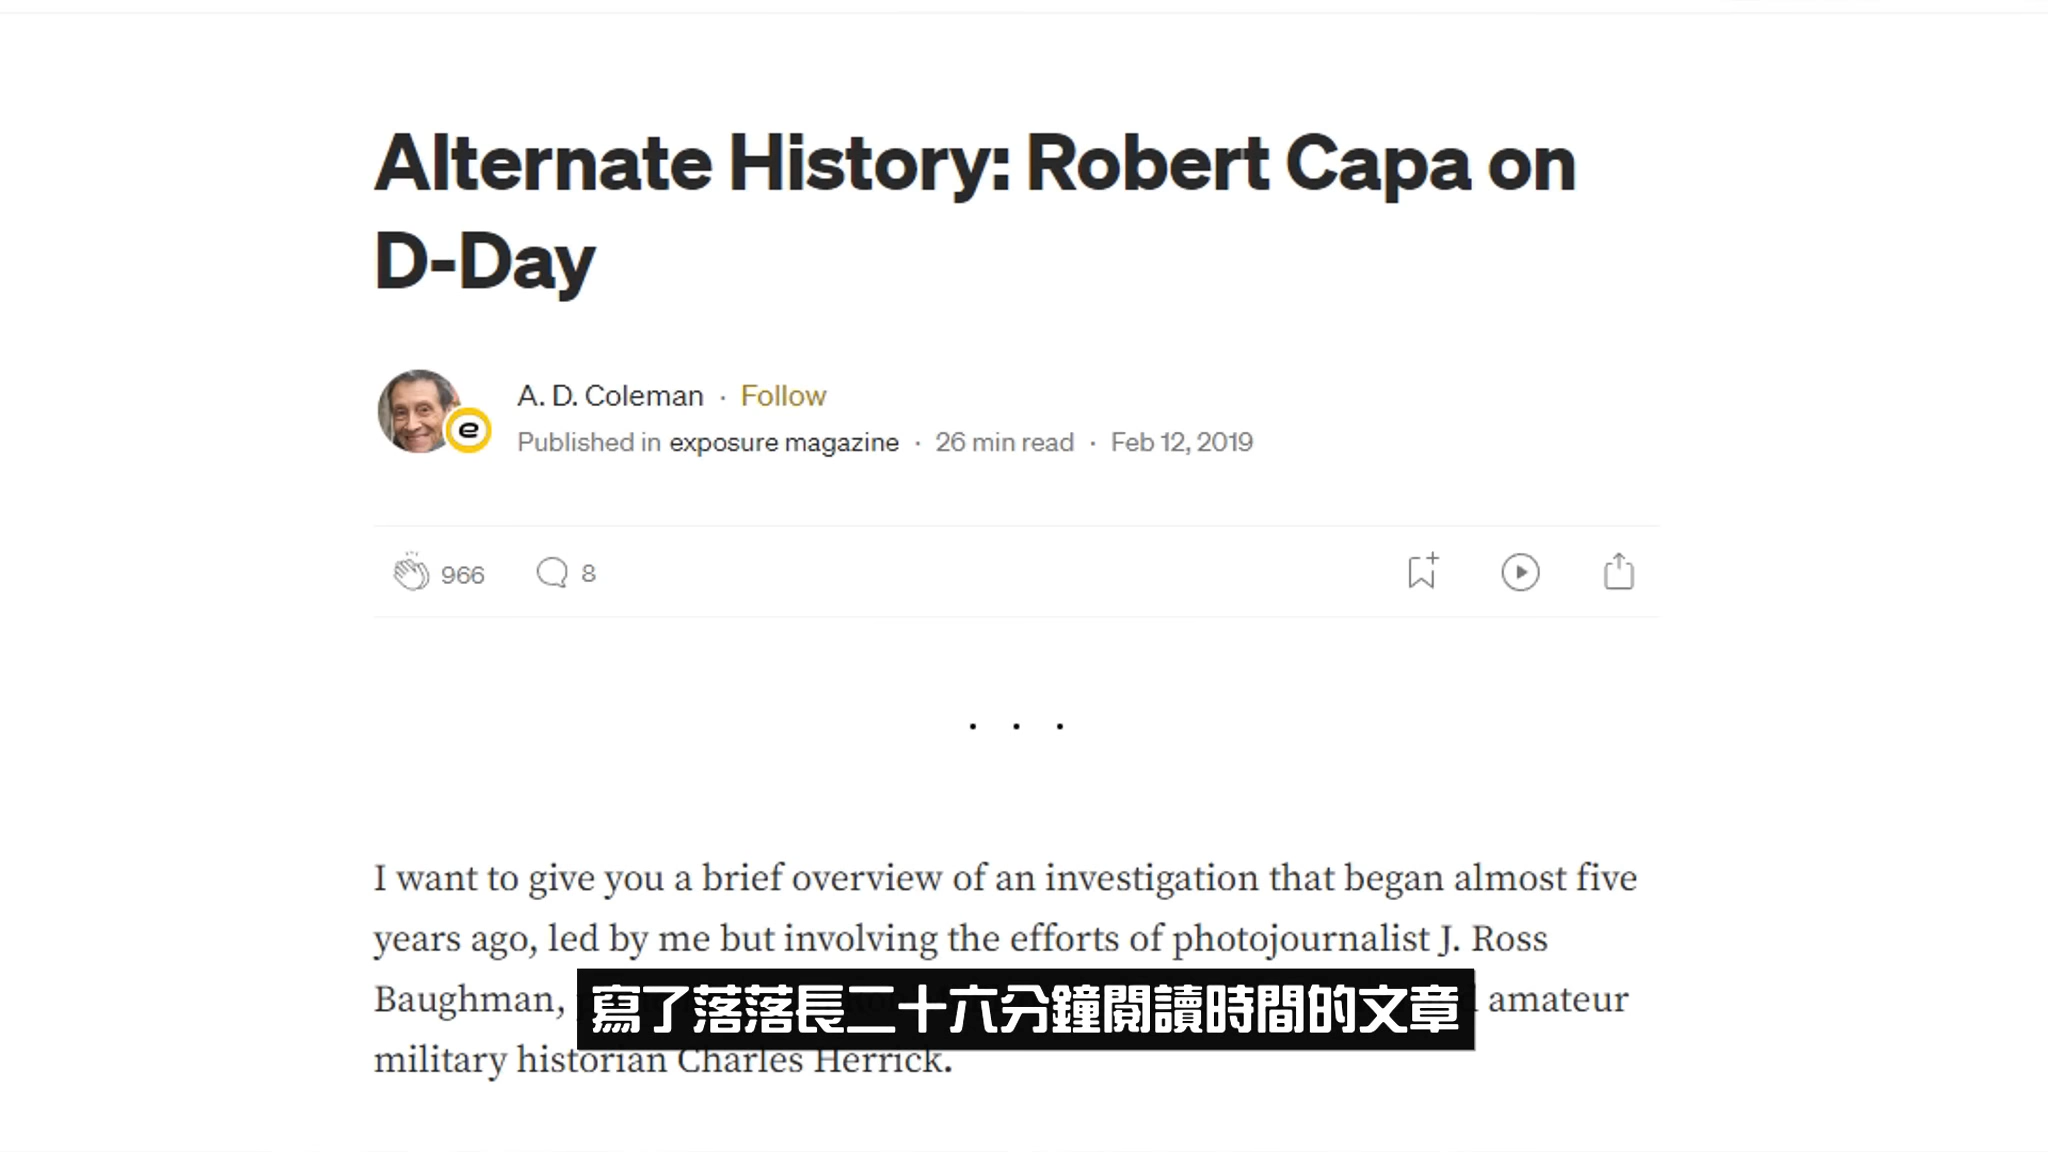 Alternate History: Robert Capa on
D-Day
A. D. Coleman · Follow
e
Published in exposure magazine · 26 min read · Feb 12, 2019
966 8
. . .
I want to give you a brief overview of an investigation that began almost five
years ago, led by me but involving the efforts of photojournalist J. Ross
Baughman, amateur
寫了落落長二十六分鐘閱讀時間的文章
military historian Charles Herrick.